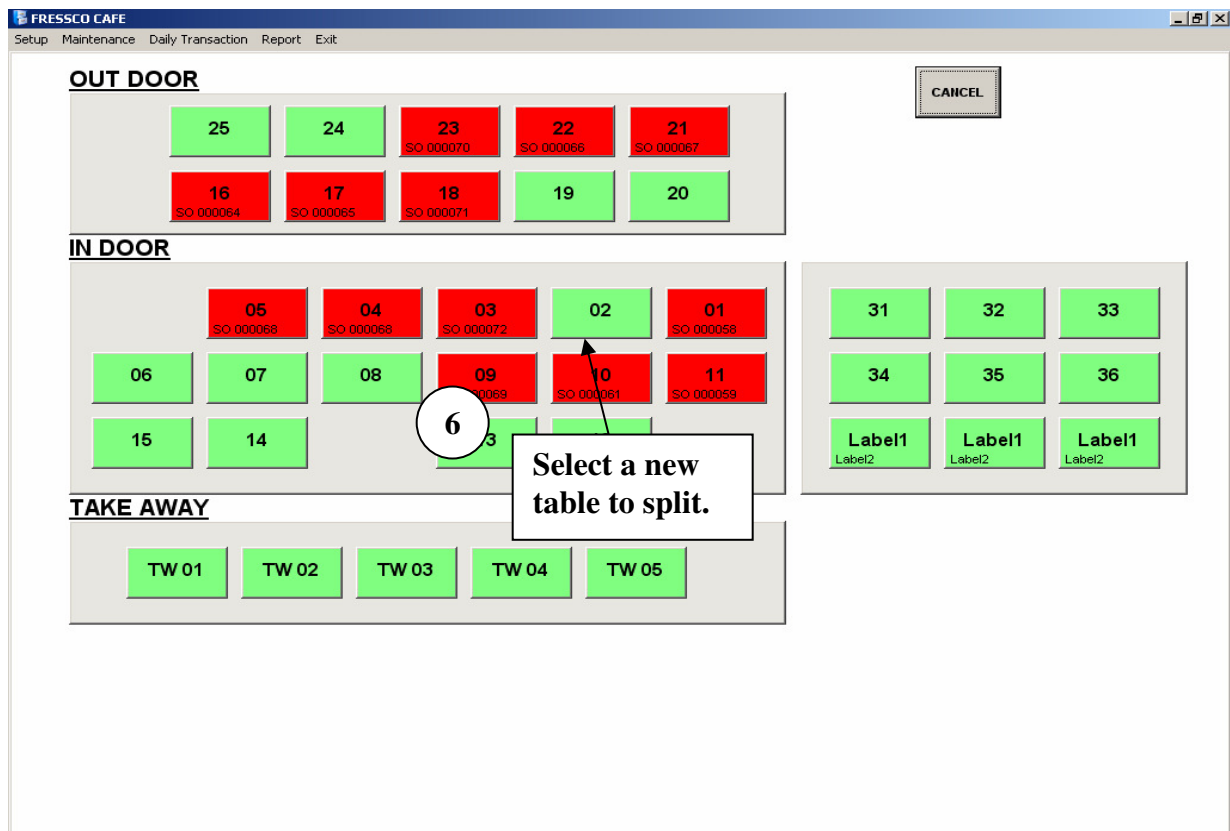 FRESSCO CAFE
Setup Maintenance Daily Transaction Report Exit
OUT DOOR
CANCEL
25 24 23 22 21
SO 000070 SO 000066 SO 000067
16 17 18 19 20
SO 000064 SO 000065 SO 000071
IN DOOR
05 04 03 02 01
SO 000068 SO 000068 SO 000072 SO 000058
31 32 33
06 07 08 09 10 11
SO 000061 SO 000059
34 35 36
15 14
6
3
Label1 Label1 Label1
Label2 Label2 Label2
Select a new
table to split.
TAKE AWAY
TW 01 TW 02 TW 03 TW 04 TW 05